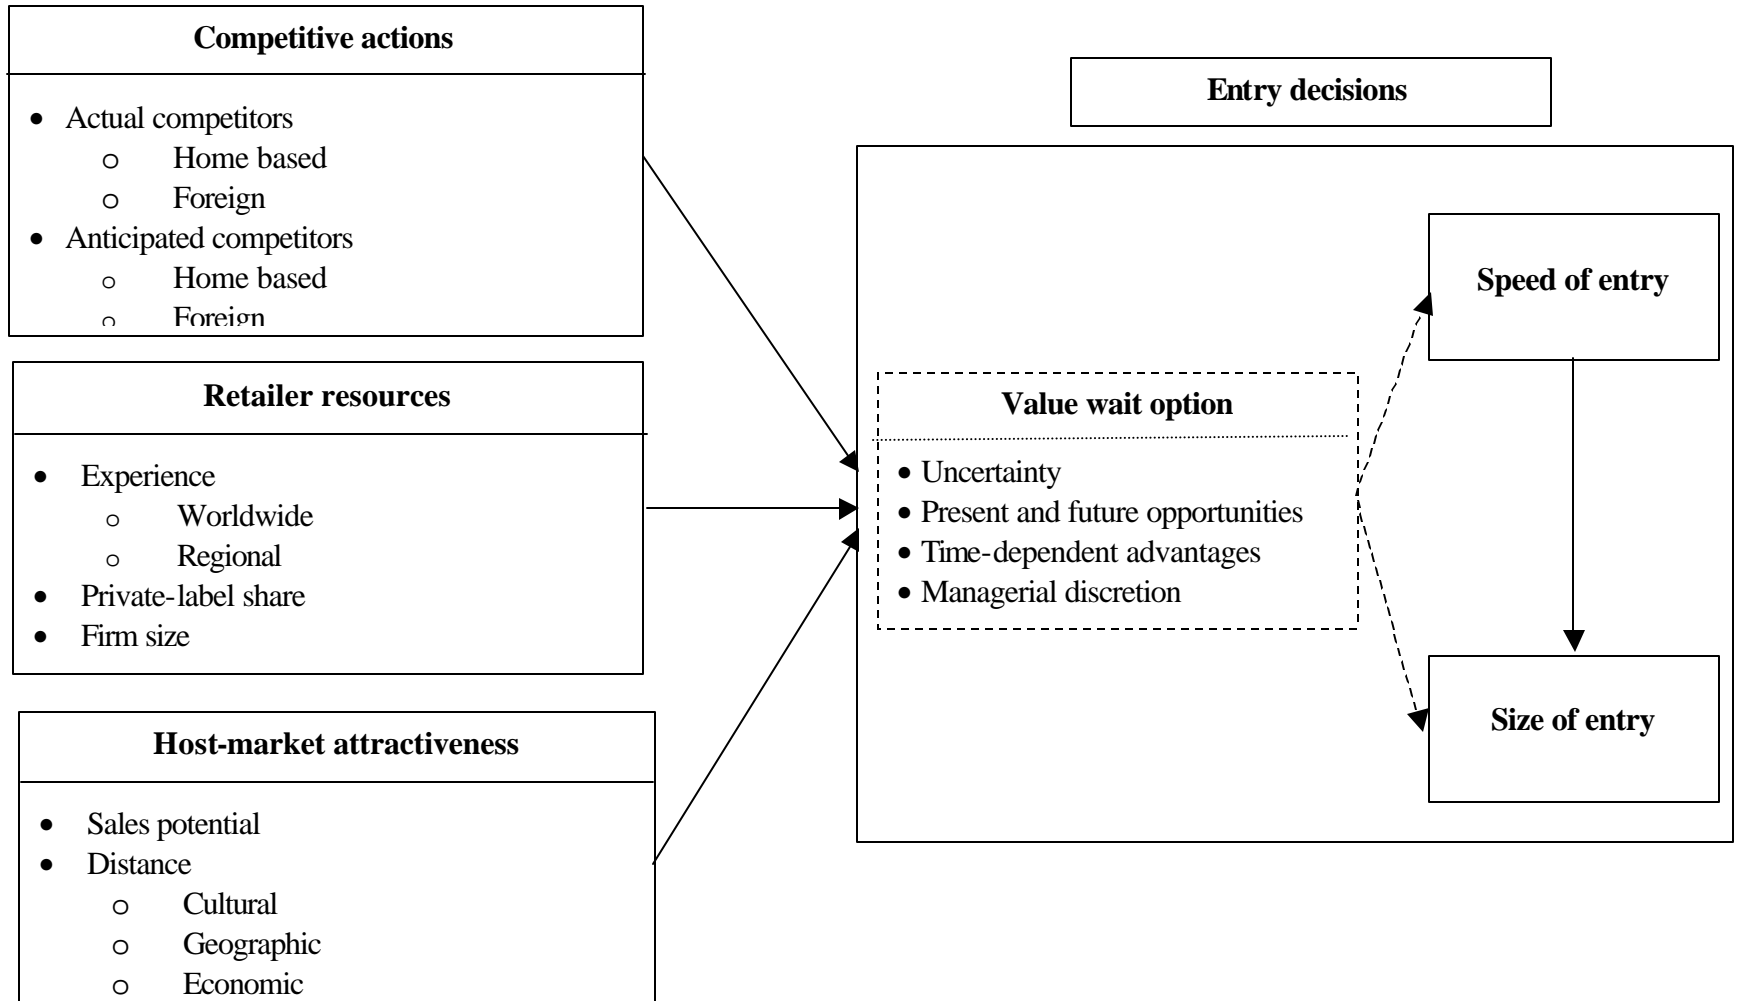 Competitive actions
• Actual competitors
o Home based
o Foreign
• Anticipated competitors
o Home based
o Foreign
Retailer resources
• Experience
o Worldwide
o Regional
• Private-label share
• Firm size
Host-market attractiveness
• Sales potential
• Distance
o Cultural
o Geographic
o Economic
Entry decisions
Value wait option
• Uncertainty
• Present and future opportunities
• Time-dependent advantages
• Managerial discretion
Speed of entry
Size of entry